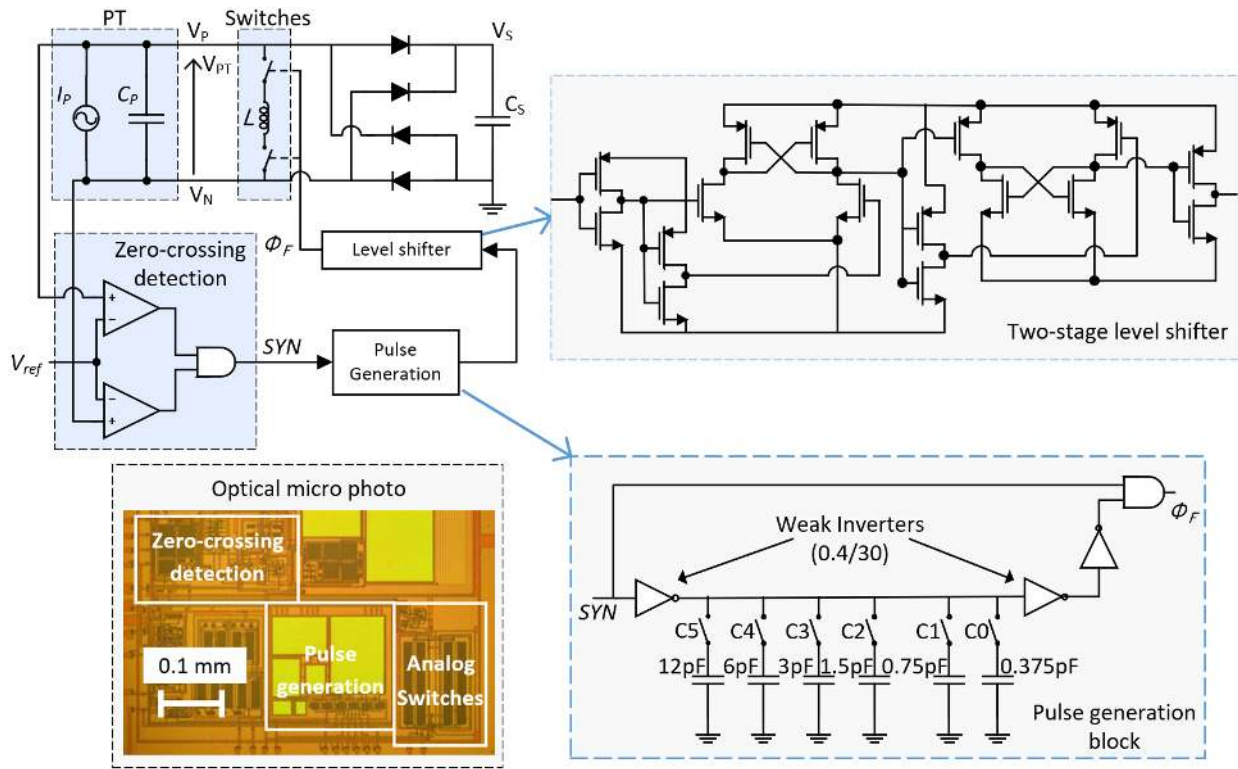 PT
Switches
V_P
V_S
V_PT
I_P
C_P
L
C_S
V_N
Φ_F
Level shifter
Zero-crossing
detection
+
−
SYN
Pulse
Generation
V_ref
−
+
Two-stage level shifter
Optical micro photo
Zero-crossing
detection
0.1 mm
Pulse
generation
Analog
Switches
Φ_F
Weak Inverters
(0.4/30)
SYN
C5 C4 C3 C2 C1 C0
12pF 6pF 3pF 1.5pF 0.75pF 0.375pF
Pulse generation
block